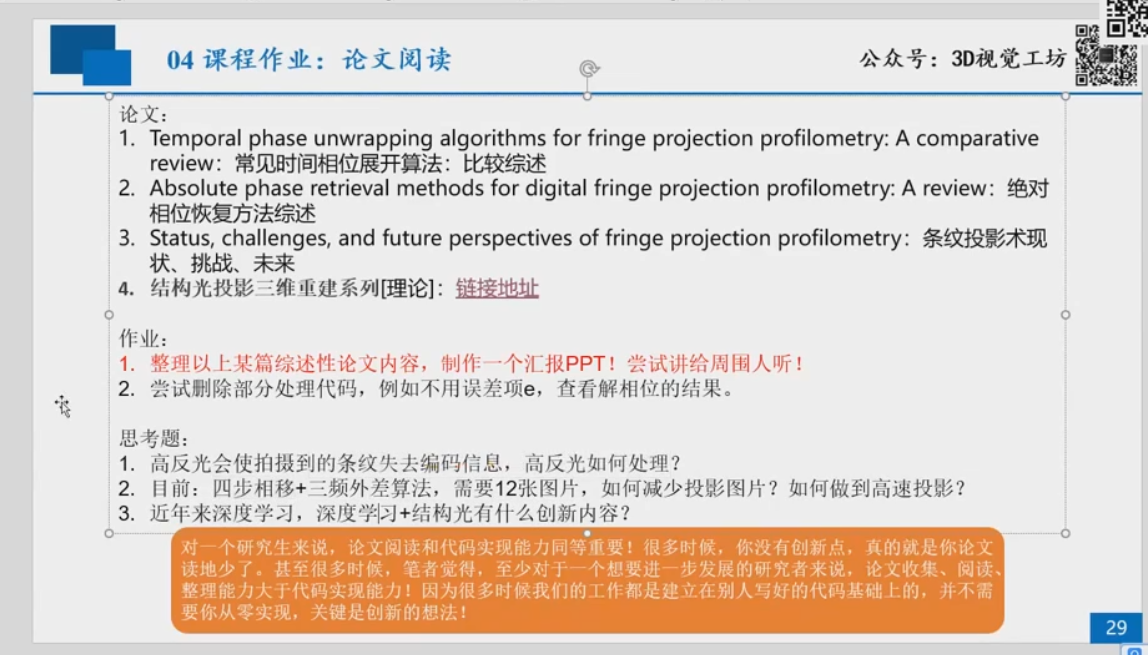 04 课程作业：论文阅读
公众号：3D视觉工坊
论文：
1. Temporal phase unwrapping algorithms for fringe projection profilometry: A comparative
review：常见时间相位展开算法：比较综述
2. Absolute phase retrieval methods for digital fringe projection profilometry: A review：绝对
相位恢复方法综述
3. Status, challenges, and future perspectives of fringe projection profilometry：条纹投影术现
状、挑战、未来
4. 结构光投影三维重建系列[理论]：链接地址
作业：
1. 整理以上某篇综述性论文内容，制作一个汇报PPT！尝试讲给周围人听！
2. 尝试删除部分处理代码，例如不用误差项e，查看解相位的结果。
思考题：
1. 高反光会使拍摄到的条纹失去编码信息，高反光如何处理？
2. 目前：四步相移+三频外差算法，需要12张图片，如何减少投影图片？如何做到高速投影？
3. 近年来深度学习，深度学习+结构光有什么创新内容？
对一个研究生来说，论文阅读和代码实现能力同等重要！很多时候，你没有创新点，真的就是你论文
读地少了。甚至很多时候，笔者觉得，至少对于一个想要进一步发展的研究者来说，论文收集、阅读、
整理能力大于代码实现能力！因为很多时候我们的工作都是建立在别人写好的代码基础上的，并不需
要你从零实现，关键是创新的想法！
29